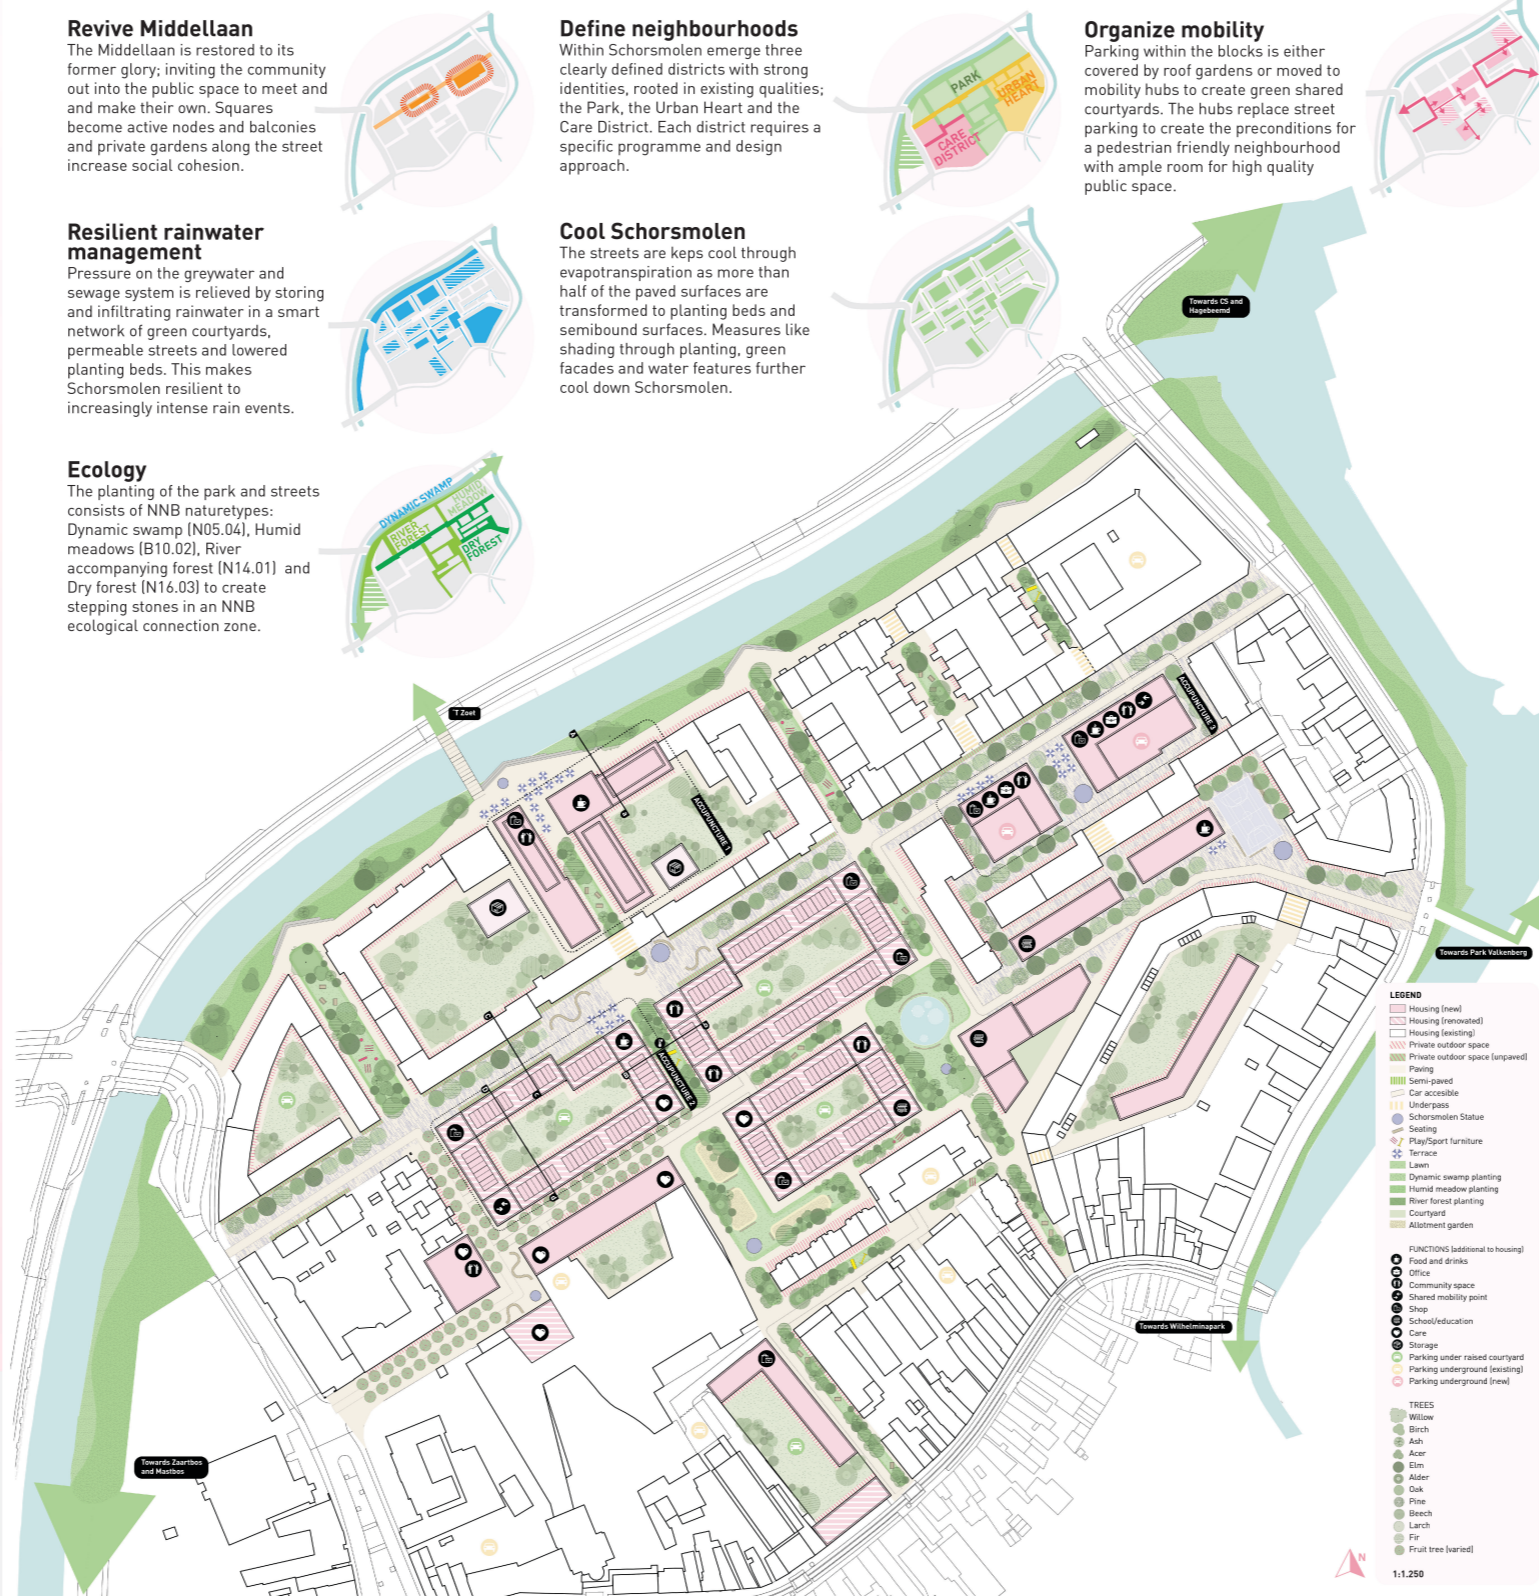 Revive Middellaan
The Middellaan is restored to its
former glory; inviting the community
out into the public space to meet and
and make their own. Squares
become active nodes and balconies
and private gardens along the street
increase social cohesion.
Define neighbourhoods
Within Schorsmolen emerge three
clearly defined districts with strong
identities, rooted in existing qualities;
the Park, the Urban Heart and the
Care District. Each district requires a
specific programme and design
approach.
PARK
URBAN
HEART
CARE
DISTRICT
Organize mobility
Parking within the blocks is either
covered by roof gardens or moved to
mobility hubs to create green shared
courtyards. The hubs replace street
parking to create the preconditions for
a pedestrian friendly neighbourhood
with ample room for high quality
public space.
Resilient rainwater
management
Pressure on the greywater and
sewage system is relieved by storing
and infiltrating rainwater in a smart
network of green courtyards,
permeable streets and lowered
planting beds. This makes
Schorsmolen resilient to
increasingly intense rain events.
Cool Schorsmolen
The streets are keps cool through
evapotranspiration as more than
half of the paved surfaces are
transformed to planting beds and
semibound surfaces. Measures like
shading through planting, green
facades and water features further
cool down Schorsmolen.
Ecology
The planting of the park and streets
consists of NNB naturetypes:
Dynamic swamp (N05.04), Humid
meadows (B10.02), River
accompanying forest (N14.01) and
Dry forest (N16.03) to create
stepping stones in an NNB
ecological connection zone.
DYNAMIC SWAMP
HUMID
MEADOW
RIVER
FOREST
DRY
FOREST
Towards CS and
Hagebeemd
'T Zoet
ACCUPUNCTURE 1
ACCUPUNCTURE 2
ACCUPUNCTURE 3
Towards Park Valkenberg
Towards Wilhelminapark
Towards Zaartbos
and Mastbos
LEGEND
Housing (new)
Housing (renovated)
Housing (existing)
Private outdoor space
Private outdoor space (unpaved)
Paving
Semi-paved
Car accesible
Underpass
Schorsmolen Statue
Seating
Play/Sport furniture
Terrace
Lawn
Dynamic swamp planting
Humid meadow planting
River forest planting
Courtyard
Allotment garden
FUNCTIONS (additional to housing)
Food and drinks
Office
Community space
Shared mobility point
Shop
School/education
Care
Storage
Parking under raised courtyard
Parking underground (existing)
Parking underground (new)
TREES
Willow
Birch
Ash
Acer
Elm
Alder
Oak
Pine
Beech
Larch
Fir
Fruit tree (varied)
N
1:1.250